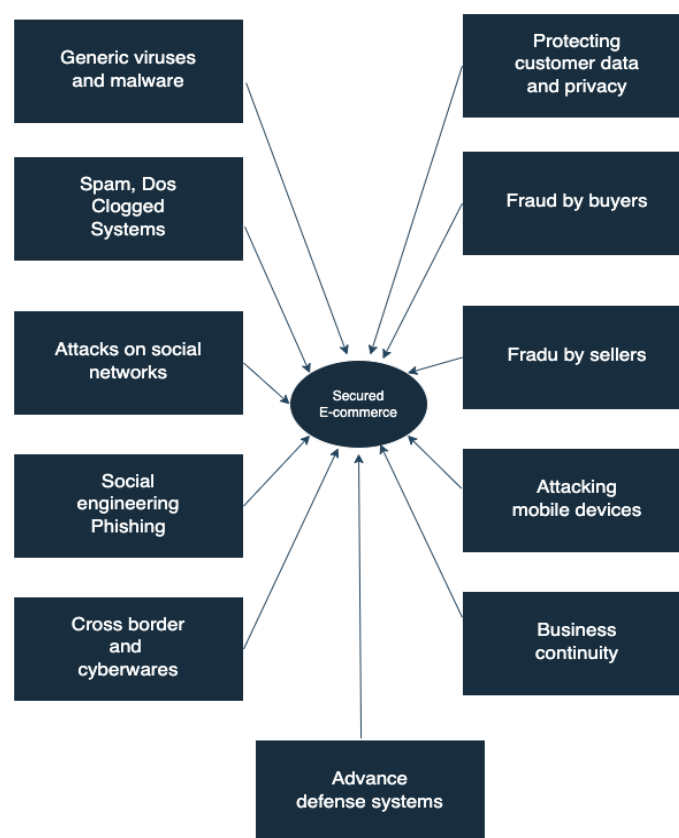 Generic viruses
and malware
Spam, Dos
Clogged
Systems
Attacks on social
networks
Social
engineering
Phishing
Cross border
and
cyberwares
Protecting
customer data
and privacy
Fraud by buyers
Fradu by sellers
Attacking
mobile devices
Business
continuity
Secured
E-commerce
Advance
defense systems